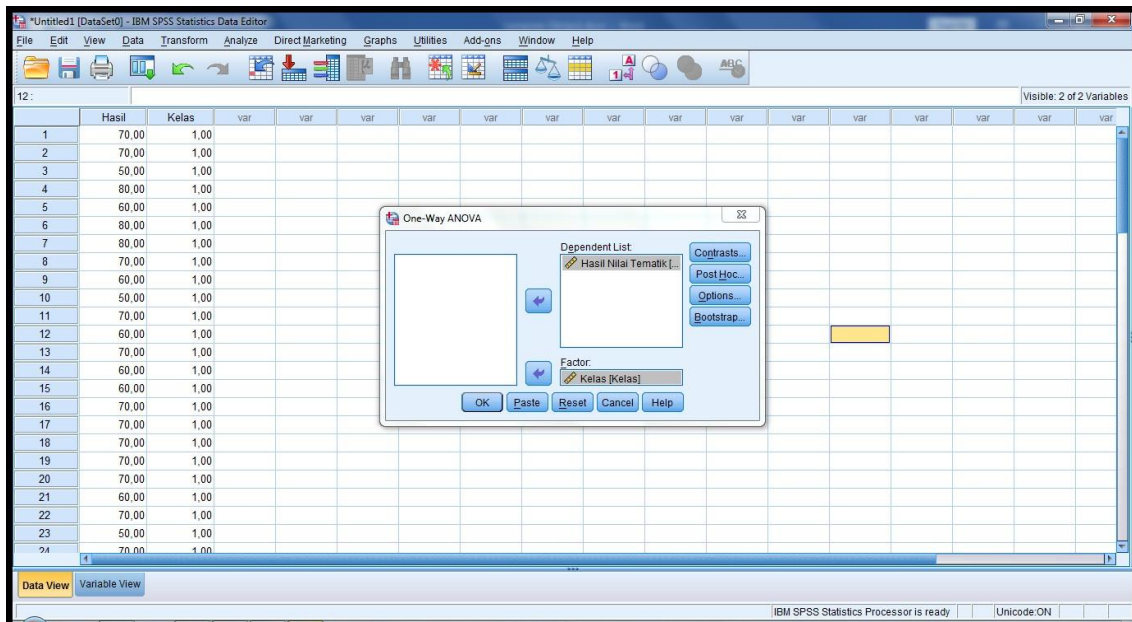 *Untitled1 [DataSet0] - IBM SPSS Statistics Data Editor
File Edit View Data Transform Analyze Direct Marketing Graphs Utilities Add-ons Window Help
12 :
Visible: 2 of 2 Variables
Hasil Kelas var var var var var var var var var var var var var var var
1 70,00 1,00
2 70,00 1,00
3 50,00 1,00
4 80,00 1,00
5 60,00 1,00
6 80,00 1,00
7 80,00 1,00
8 70,00 1,00
9 60,00 1,00
10 50,00 1,00
11 70,00 1,00
12 60,00 1,00
13 70,00 1,00
14 60,00 1,00
15 60,00 1,00
16 70,00 1,00
17 70,00 1,00
18 70,00 1,00
19 70,00 1,00
20 70,00 1,00
21 60,00 1,00
22 70,00 1,00
23 50,00 1,00
24 70,00 1,00
One-Way ANOVA
Dependent List:
Hasil Nilai Tematik [...
Contrasts...
Post Hoc...
Options...
Bootstrap...
Factor:
Kelas [Kelas]
OK Paste Reset Cancel Help
Data View Variable View
IBM SPSS Statistics Processor is ready Unicode:ON